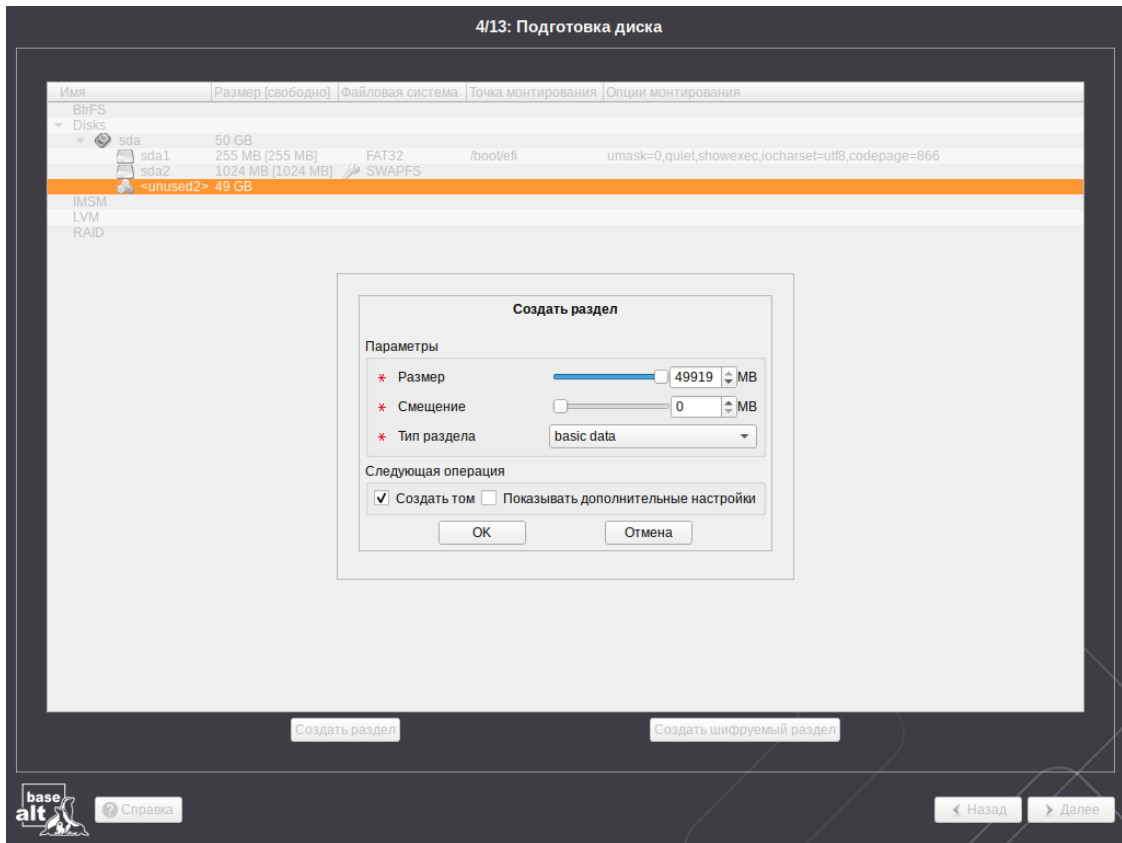 4/13: Подготовка диска
Имя Размер [свободно] Файловая система Точка монтирования Опции монтирования
BtrFS
Disks
sda 50 GB
sda1 255 MB [255 MB] FAT32 /boot/efi umask=0,quiet,showexec,iocharset=utf8,codepage=866
sda2 1024 MB [1024 MB] SWAPFS
<unused2> 49 GB
IMSM
LVM
RAID
Создать раздел
Параметры
* Размер 49919 MB
* Смещение 0 MB
* Тип раздела basic data
Следующая операция
Создать том Показывать дополнительные настройки
OK Отмена
Создать раздел Создать шифруемый раздел
base
alt
Справка Назад Далее